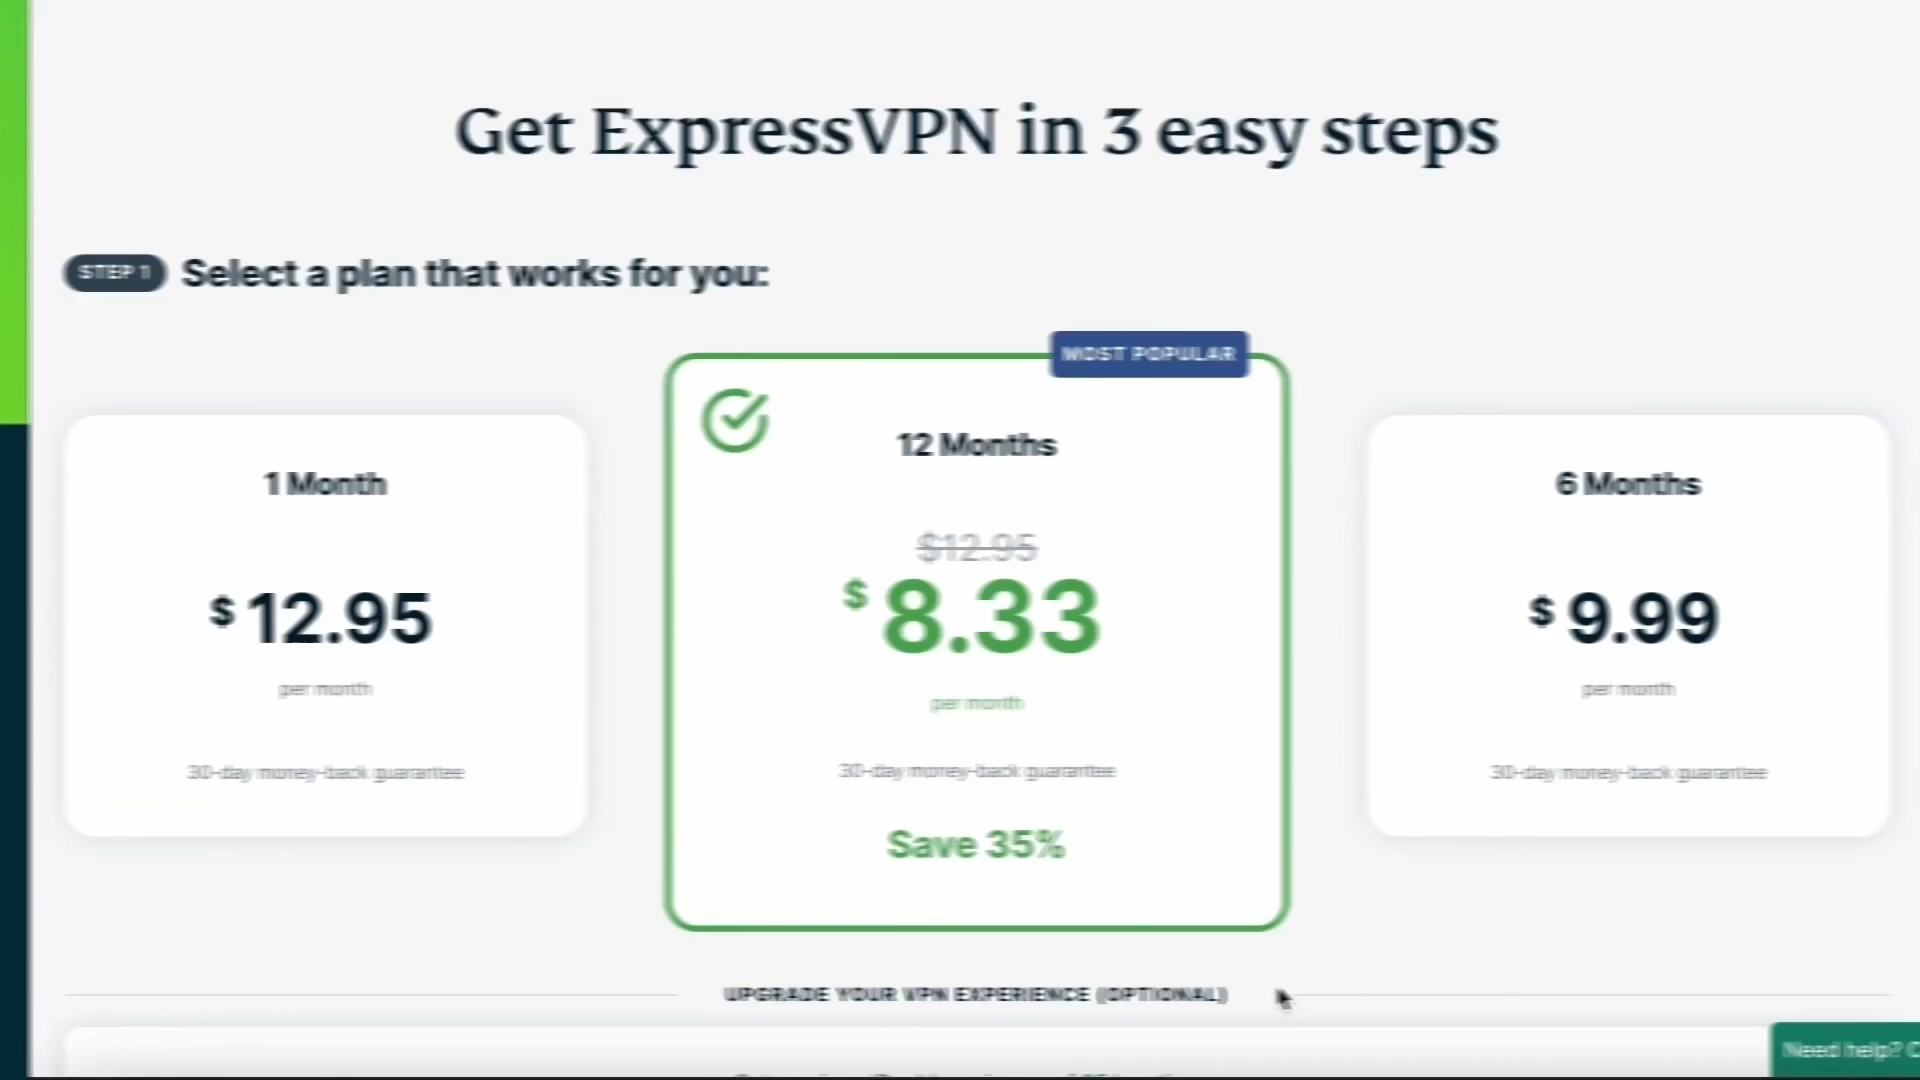 Get ExpressVPN in 3 easy steps
STEP 1 Select a plan that works for you:
1 Month
$12.95
per month
30-day money-back guarantee
MOST POPULAR
12 Months
$12.95
$8.33
per month
30-day money-back guarantee
Save 35%
6 Months
$9.99
per month
30-day money-back guarantee
UPGRADE YOUR VPN EXPERIENCE (OPTIONAL)
Need help?